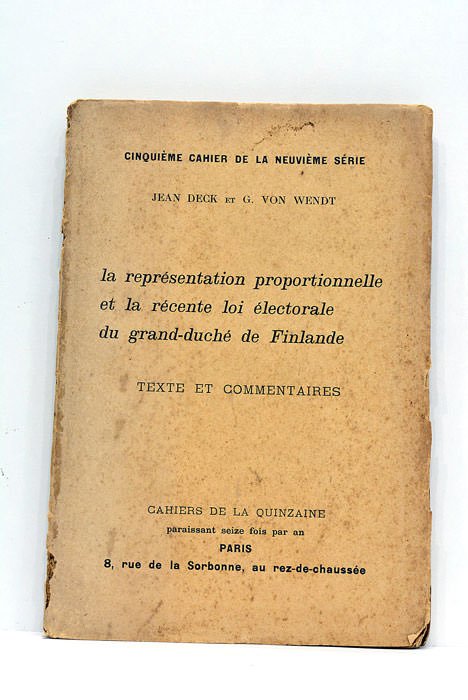 CINQUIÈME CAHIER DE LA NEUVIÈME SÉRIE
JEAN DECK ET G. VON WENDT
la représentation proportionnelle
et la récente loi électorale
du grand-duché de Finlande
TEXTE ET COMMENTAIRES
CAHIERS DE LA QUINZAINE
paraissant seize fois par an
PARIS
8, rue de la Sorbonne, au rez-de-chaussée